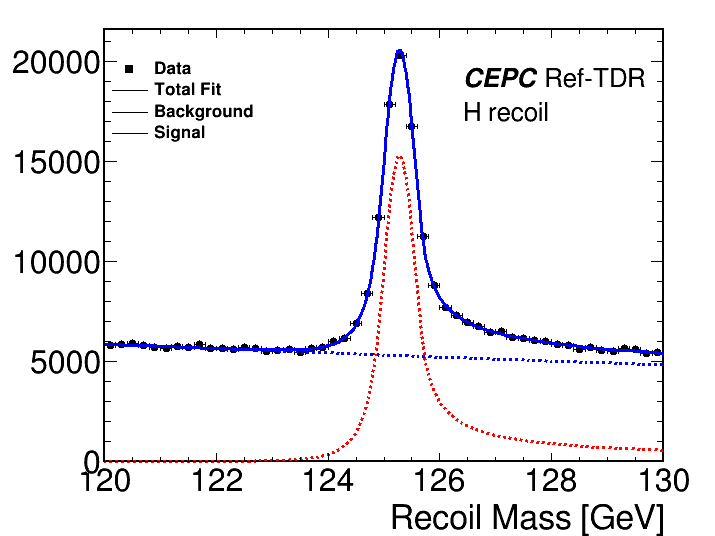 20000
15000
10000
5000
0
Data
Total Fit
Background
Signal
CEPC Ref-TDR
H recoil
120 122 124 126 128 130
Recoil Mass [GeV]